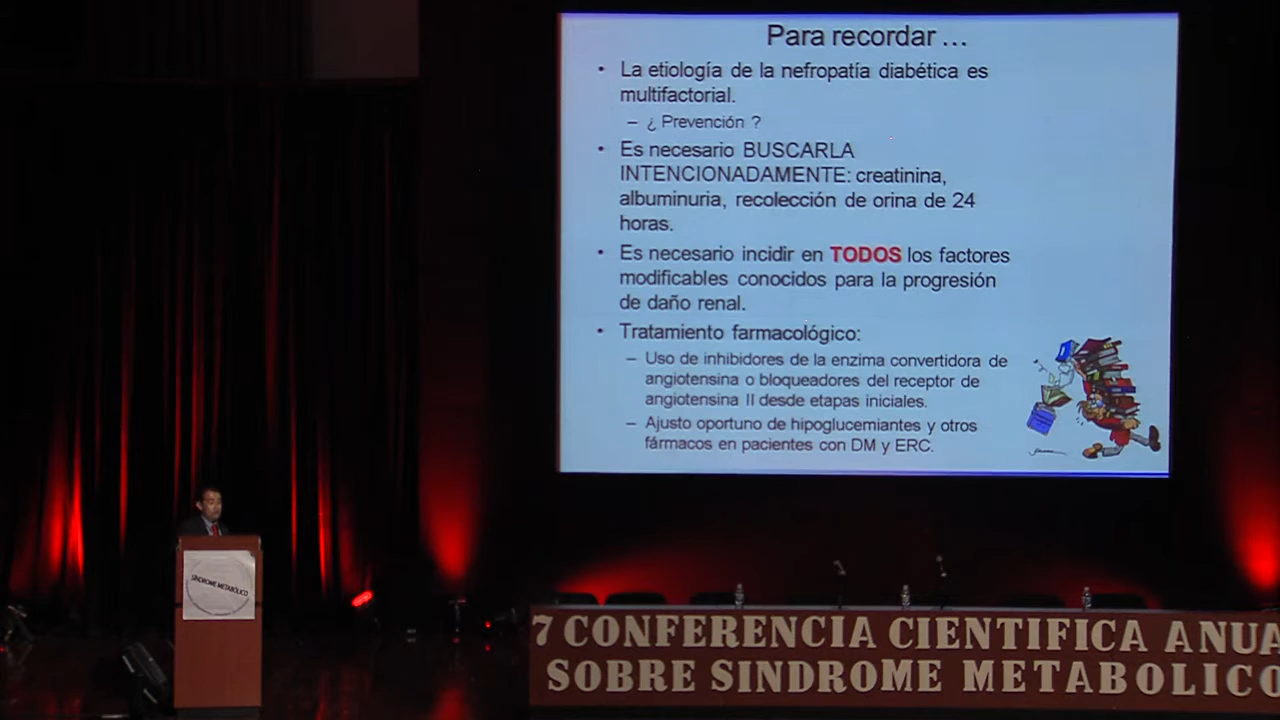 Para recordar ...
• La etiología de la nefropatía diabética es
multifactorial.
– ¿ Prevención ?
• Es necesario BUSCARLA
INTENCIONADAMENTE: creatinina,
albuminuria, recolección de orina de 24
horas.
• Es necesario incidir en TODOS los factores
modificables conocidos para la progresión
de daño renal.
• Tratamiento farmacológico:
– Uso de inhibidores de la enzima convertidora de
angiotensina o bloqueadores del receptor de
angiotensina II desde etapas iniciales.
– Ajusto oportuno de hipoglucemiantes y otros
fármacos en pacientes con DM y ERC.
SÍNDROME METABÓLICO
7 CONFERENCIA CIENTIFICA ANUA
SOBRE SINDROME METABOLICO